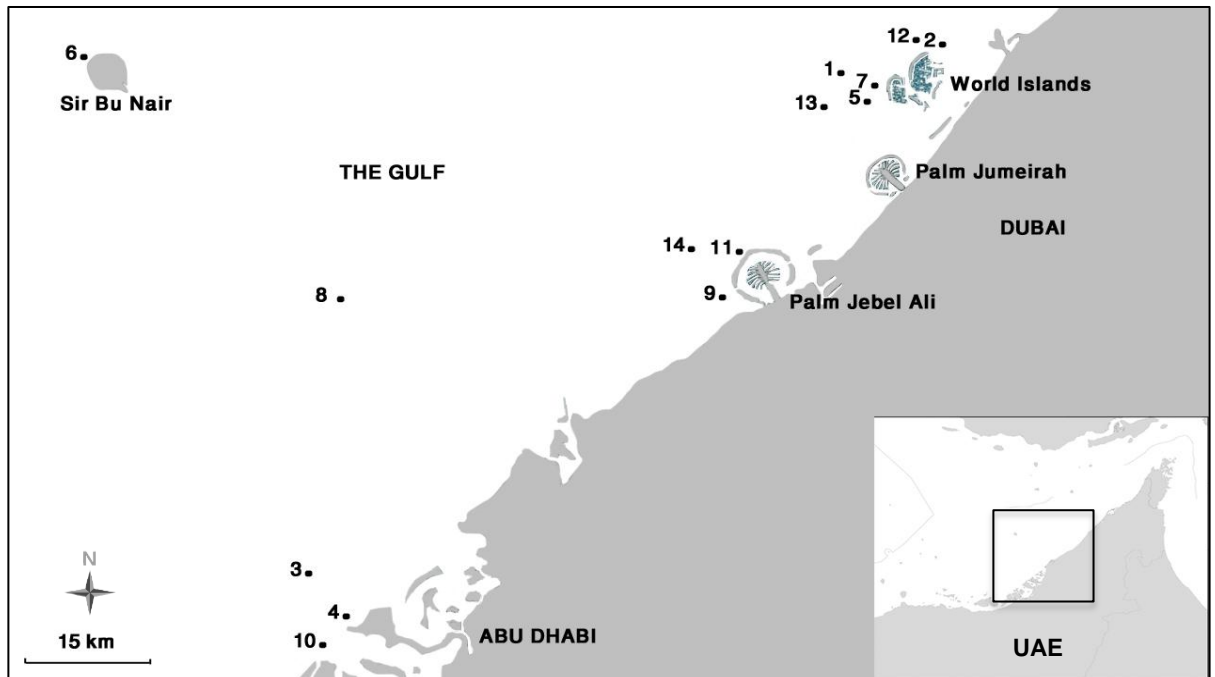 12
2
6
1
7
World Islands
5
13
Sir Bu Nair
THE GULF
Palm Jumeirah
DUBAI
14
11
8
9
Palm Jebel Ali
N
3
4
15 km
10
ABU DHABI
UAE